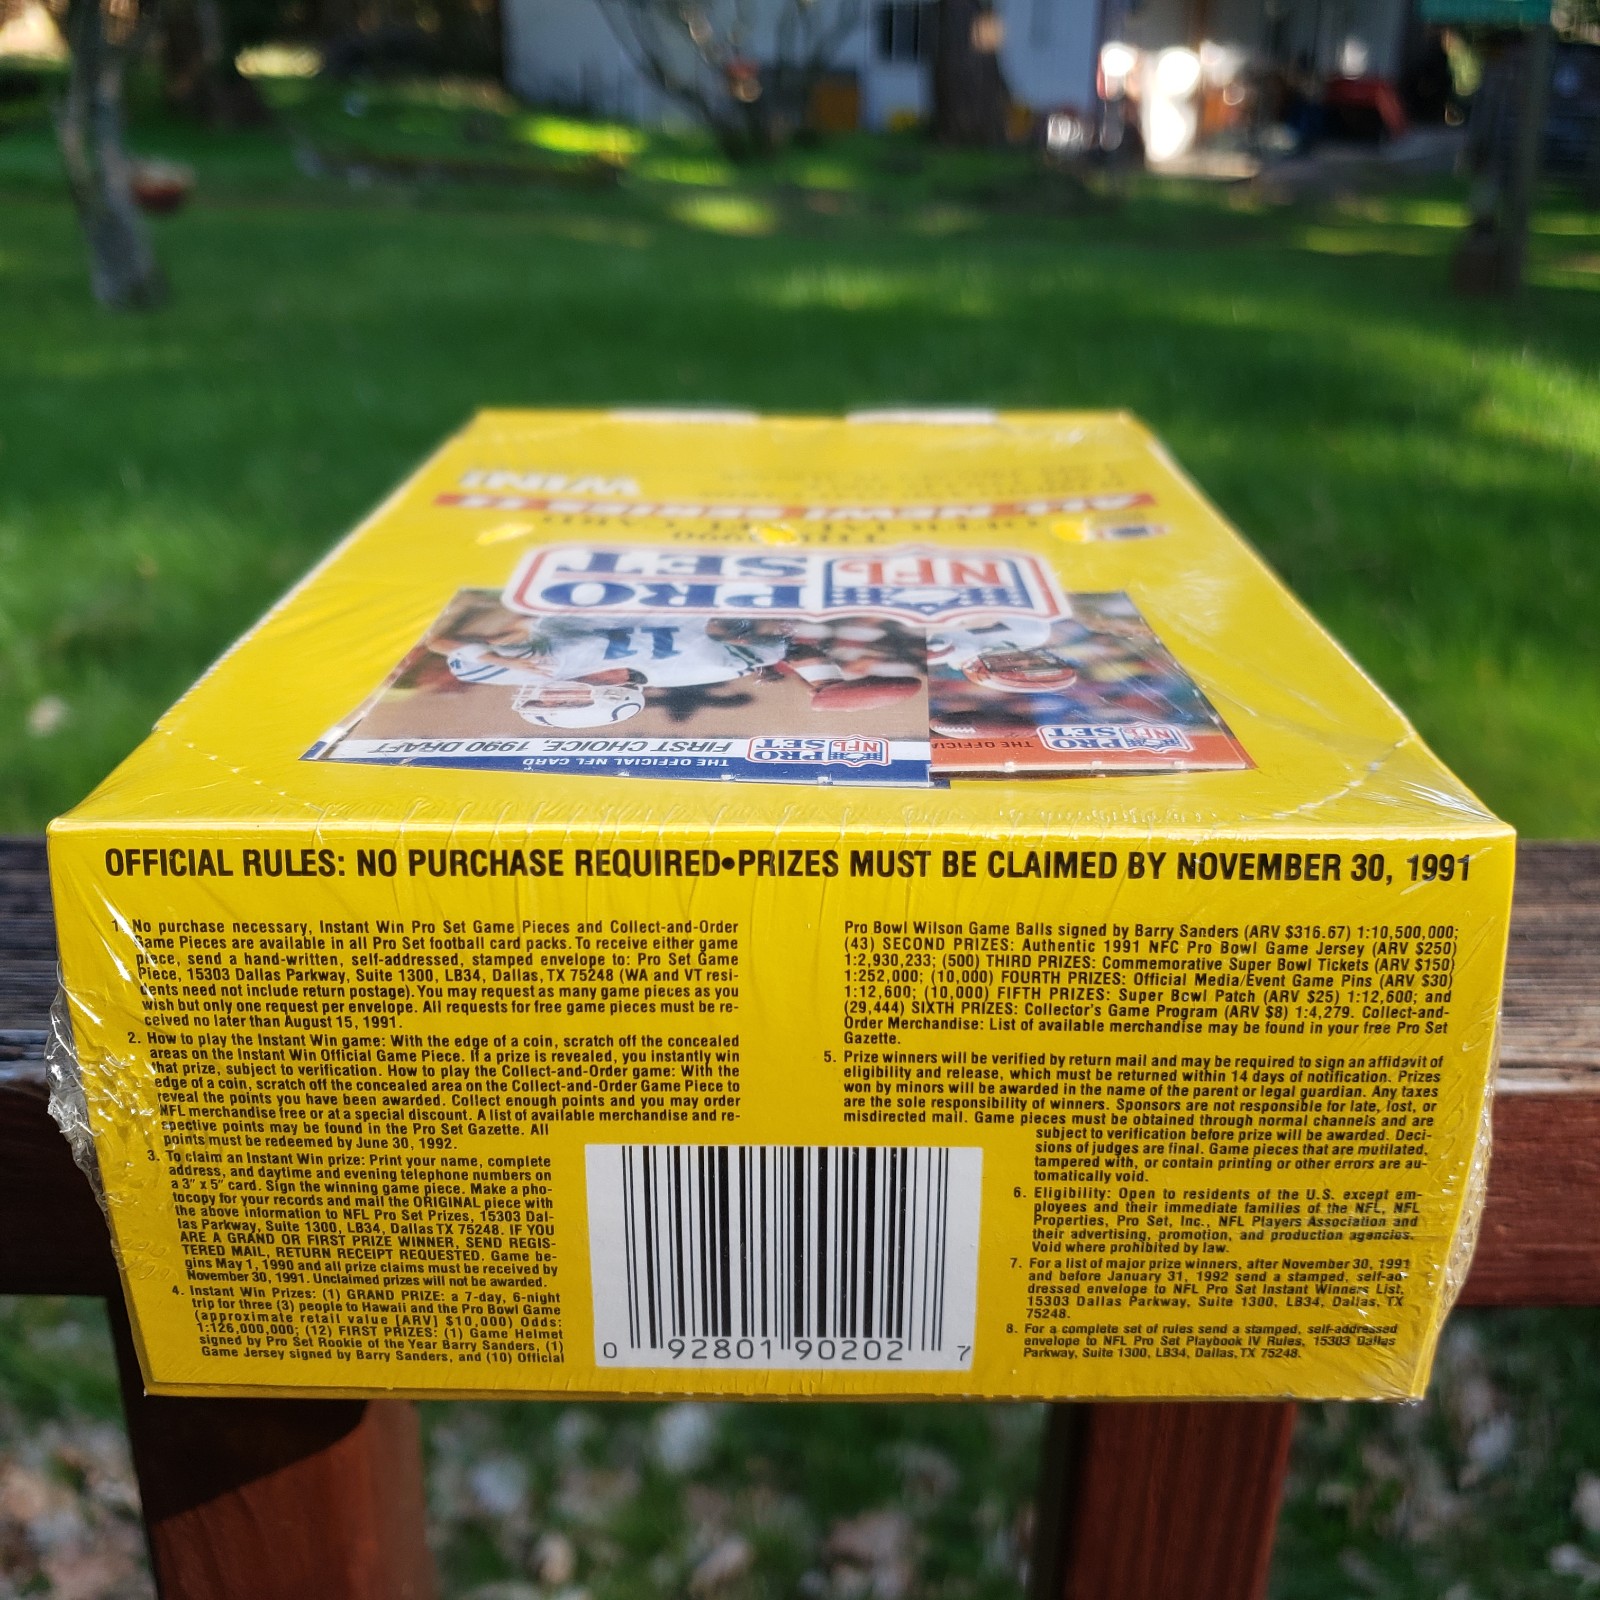 WIN!
ALL NEW! SERIES II
OFFICIAL NFL CARD
THE 1990
NFL PRO SET
11
NFL PRO SET
FIRST CHOICE, 1990 DRAFT
THE OFFICIAL NFL CARD
NFL PRO SET
THE OFFICIA
OFFICIAL RULES: NO PURCHASE REQUIRED•PRIZES MUST BE CLAIMED BY NOVEMBER 30, 1991
1. No purchase necessary, Instant Win Pro Set Game Pieces and Collect-and-Order
Game Pieces are available in all Pro Set football card packs. To receive either game
piece, send a hand-written, self-addressed, stamped envelope to: Pro Set Game
Piece, 15303 Dallas Parkway, Suite 1300, LB34, Dallas, TX 75248 (WA and VT resi-
dents need not include return postage). You may request as many game pieces as you
wish but only one request per envelope. All requests for free game pieces must be re-
ceived no later than August 15, 1991.
2. How to play the Instant Win game: With the edge of a coin, scratch off the concealed
areas on the Instant Win Official Game Piece. If a prize is revealed, you instantly win
that prize, subject to verification. How to play the Collect-and-Order game: With the
edge of a coin, scratch off the concealed area on the Collect-and-Order Game Piece to
reveal the points you have been awarded. Collect enough points and you may order
NFL merchandise free or at a special discount. A list of available merchandise and re-
spective points may be found in the Pro Set Gazette. All
points must be redeemed by June 30, 1992.
3. To claim an Instant Win prize: Print your name, complete
address, and daytime and evening telephone numbers on
a 3" x 5" card. Sign the winning game piece. Make a pho-
tocopy for your records and mail the ORIGINAL piece with
the above information to NFL Pro Set Prizes, 15303 Dal-
las Parkway, Suite 1300, LB34, Dallas TX 75248. IF YOU
ARE A GRAND OR FIRST PRIZE WINNER, SEND REGIS-
TERED MAIL, RETURN RECEIPT REQUESTED. Game be-
gins May 1, 1990 and all prize claims must be received by
November 30, 1991. Unclaimed prizes will not be awarded.
4. Instant Win Prizes: (1) GRAND PRIZE: a 7-day, 6-night
trip for three (3) people to Hawaii and the Pro Bowl Game
(approximate retail value [ARV] $10,000) Odds:
1:126,000,000; (12) FIRST PRIZES: (1) Game Helmet
signed by Pro Set Rookie of the Year Barry Sanders, (1)
Game Jersey signed by Barry Sanders, and (10) Official
Pro Bowl Wilson Game Balls signed by Barry Sanders (ARV $316.67) 1:10,500,000;
(43) SECOND PRIZES: Authentic 1991 NFC Pro Bowl Game Jersey (ARV $250)
1:2,930,233; (500) THIRD PRIZES: Commemorative Super Bowl Tickets (ARV $150)
1:252,000; (10,000) FOURTH PRIZES: Official Media/Event Game Pins (ARV $30)
1:12,600; (10,000) FIFTH PRIZES: Super Bowl Patch (ARV $25) 1:12,600; and
(29,444) SIXTH PRIZES: Collector's Game Program (ARV $8) 1:4,279. Collect-and-
Order Merchandise: List of available merchandise may be found in your free Pro Set
Gazette.
5. Prize winners will be verified by return mail and may be required to sign an affidavit of
eligibility and release, which must be returned within 14 days of notification. Prizes
won by minors will be awarded in the name of the parent or legal guardian. Any taxes
are the sole responsibility of winners. Sponsors are not responsible for late, lost, or
misdirected mail. Game pieces must be obtained through normal channels and are
subject to verification before prize will be awarded. Deci-
sions of judges are final. Game pieces that are mutilated,
tampered with, or contain printing or other errors are au-
tomatically void.
6. Eligibility: Open to residents of the U.S. except em-
ployees and their immediate families of the NFL, NFL
Properties, Pro Set, Inc., NFL Players Association and
their advertising, promotion, and production agencies.
Void where prohibited by law.
7. For a list of major prize winners, after November 30, 1991
and before January 31, 1992 send a stamped, self-ad-
dressed envelope to NFL Pro Set Instant Winners List,
15303 Dallas Parkway, Suite 1300, LB34, Dallas, TX
75248.
8. For a complete set of rules send a stamped, self-addressed
envelope to NFL Pro Set Playbook IV Rules, 15303 Dallas
Parkway, Suite 1300, LB34, Dallas, TX 75248.
0 92801 90202 7